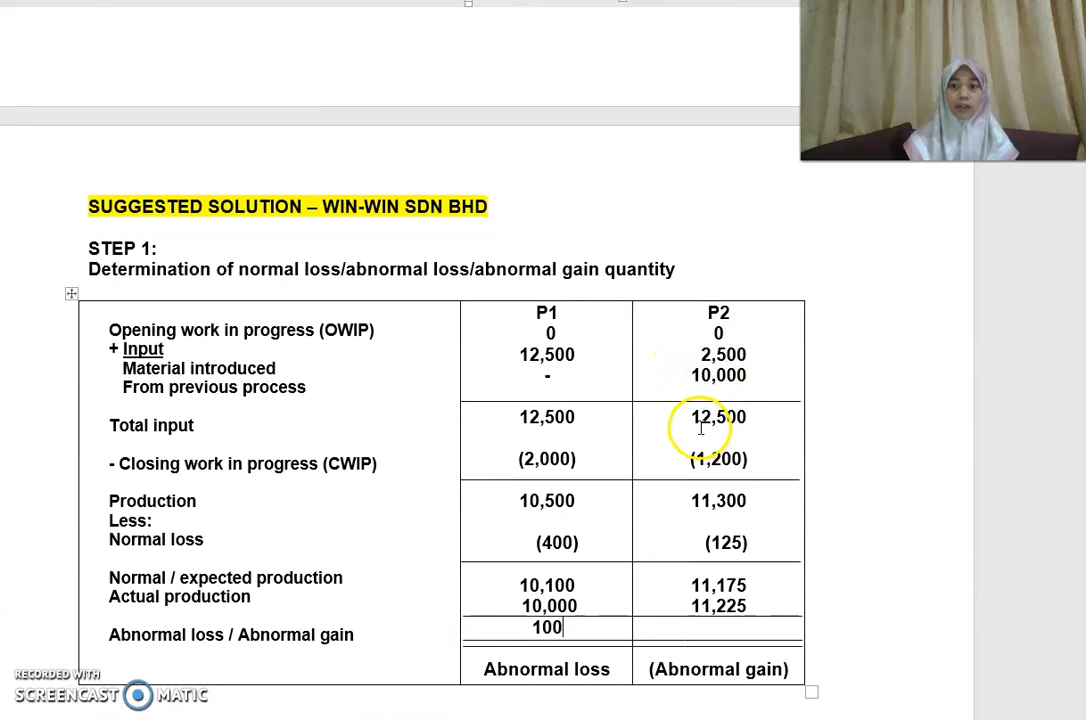 SUGGESTED SOLUTION – WIN-WIN SDN BHD
STEP 1:
Determination of normal loss/abnormal loss/abnormal gain quantity
P1 P2
Opening work in progress (OWIP) 0 0
+ Input 12,500 2,500
Material introduced - 10,000
From previous process
Total input 12,500 12,500
- Closing work in progress (CWIP) (2,000) (1,200)
Production 10,500 11,300
Less:
Normal loss (400) (125)
Normal / expected production 10,100 11,175
Actual production 10,000 11,225
Abnormal loss / Abnormal gain 100
Abnormal loss (Abnormal gain)
RECORDED WITH
SCREENCAST MATIC